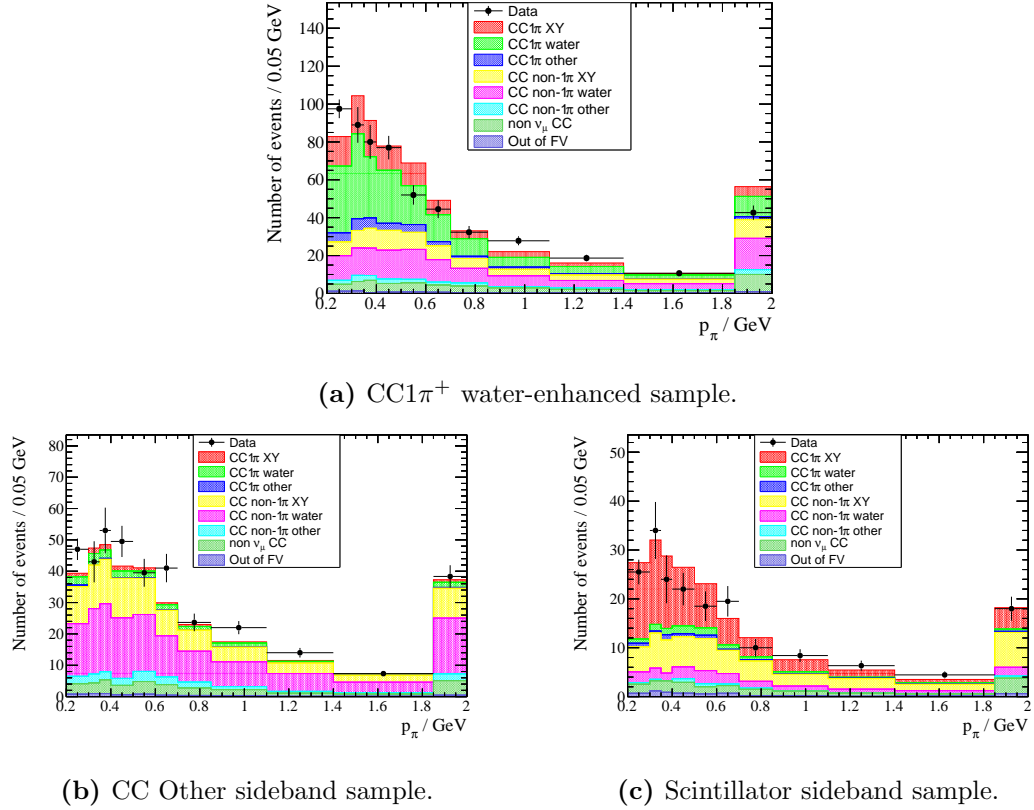 Number of events / 0.05 GeV
140
120
100
80
60
40
20
0
Data
CC1π XY
CC1π water
CC1π other
CC non-1π XY
CC non-1π water
CC non-1π other
non νμ CC
Out of FV
0.2 0.4 0.6 0.8 1 1.2 1.4 1.6 1.8 2
pπ / GeV
(a) CC1π+ water-enhanced sample.
Number of events / 0.05 GeV
80
70
60
50
40
30
20
10
0
Data
CC1π XY
CC1π water
CC1π other
CC non-1π XY
CC non-1π water
CC non-1π other
non νμ CC
Out of FV
0.2 0.4 0.6 0.8 1 1.2 1.4 1.6 1.8 2
pπ / GeV
(b) CC Other sideband sample.
Number of events / 0.05 GeV
50
40
30
20
10
0
Data
CC1π XY
CC1π water
CC1π other
CC non-1π XY
CC non-1π water
CC non-1π other
non νμ CC
Out of FV
0.2 0.4 0.6 0.8 1 1.2 1.4 1.6 1.8 2
pπ / GeV
(c) Scintillator sideband sample.